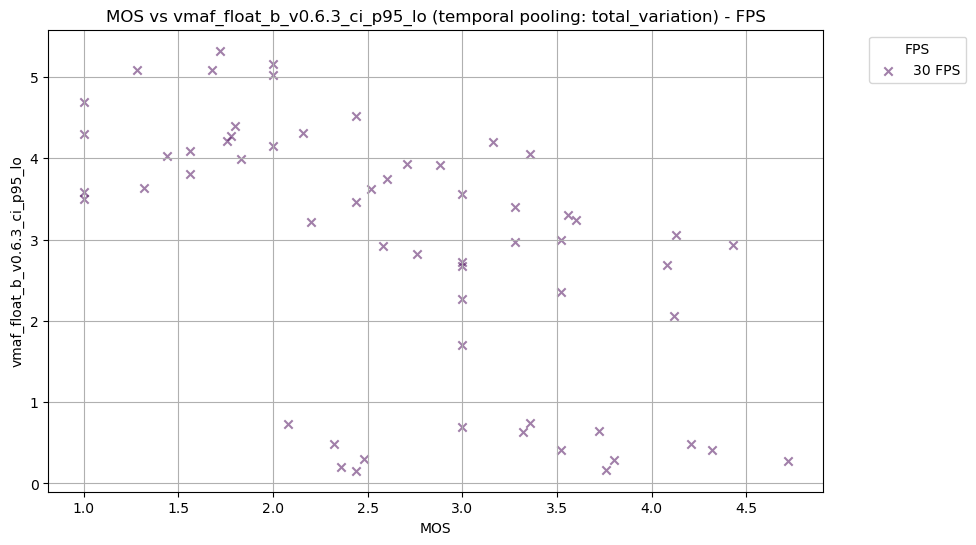 MOS vs vmaf_float_b_v0.6.3_ci_p95_lo (temporal pooling: total_variation) - FPS
FPS
30 FPS
vmaf_float_b_v0.6.3_ci_p95_lo
5
4
3
2
1
0
1.0 1.5 2.0 2.5 3.0 3.5 4.0 4.5
MOS